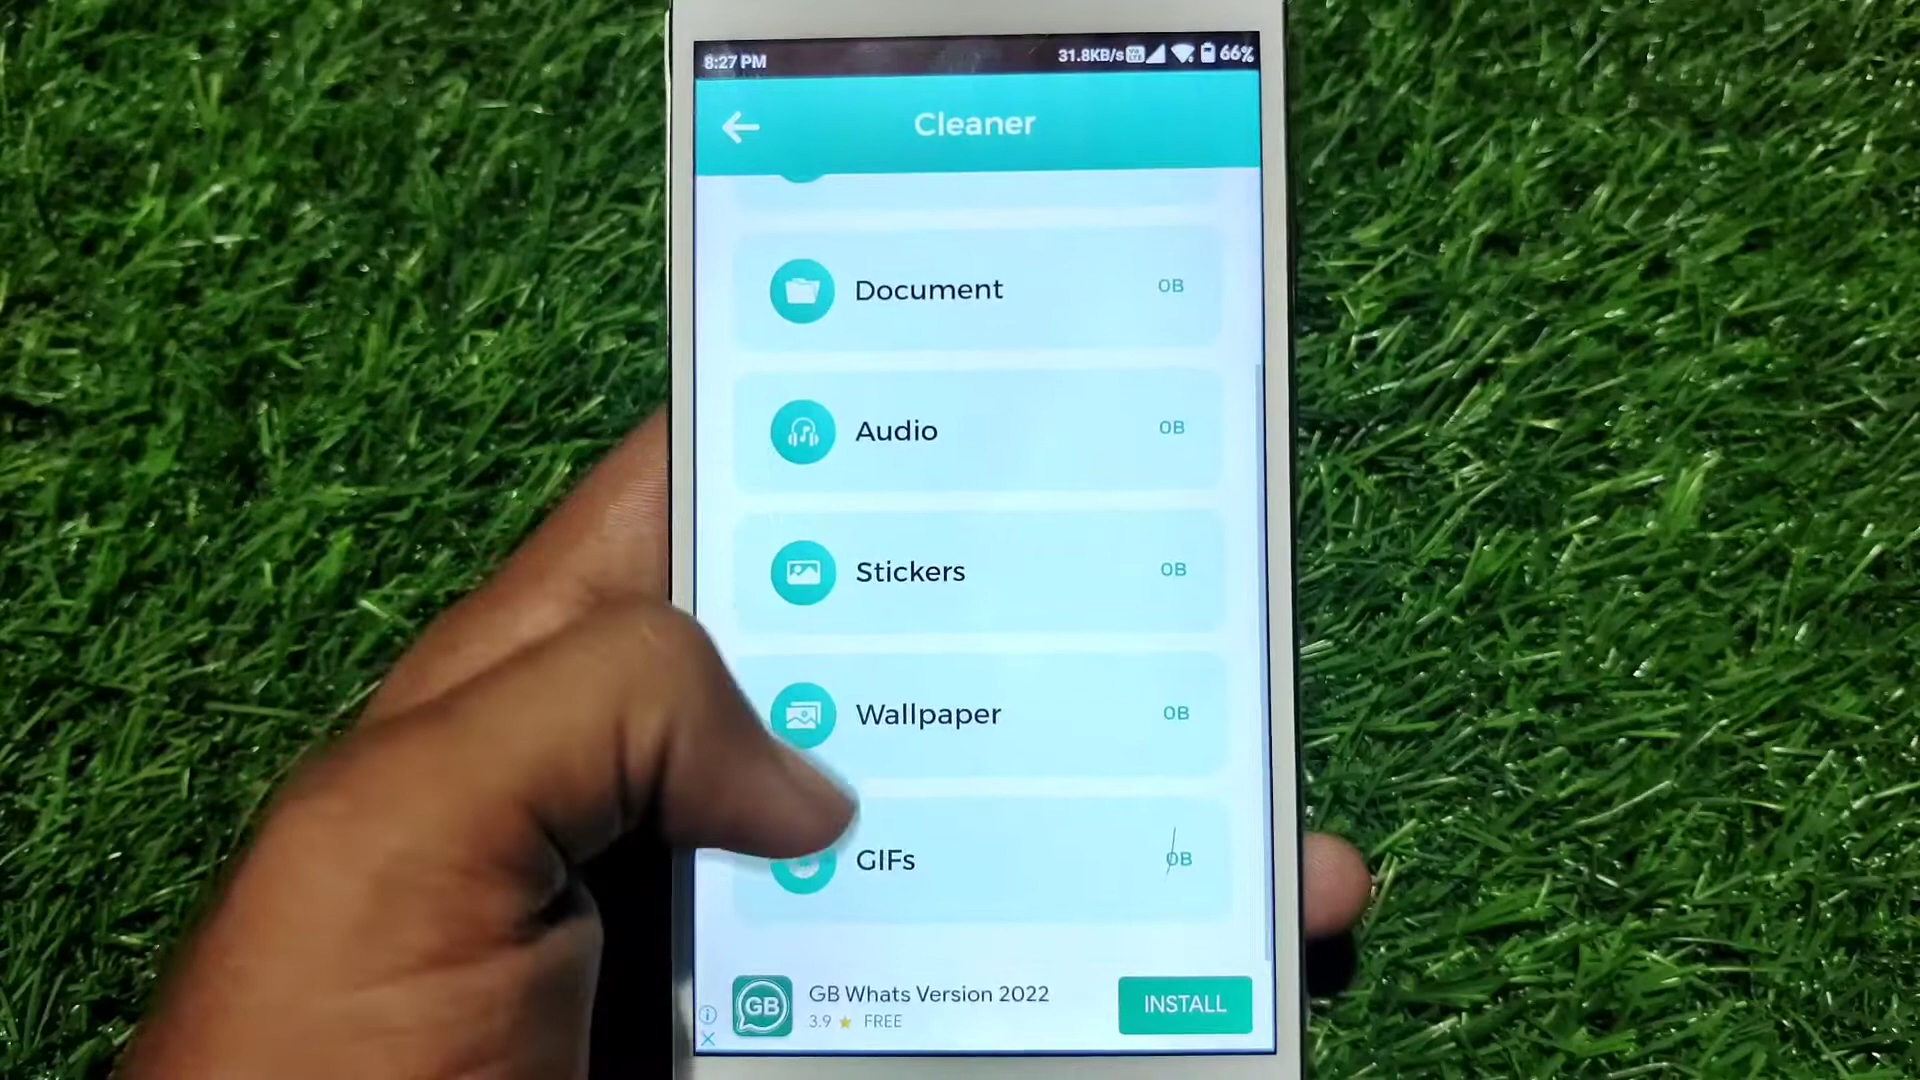 8:27 PM 31.8KB/s 66%
Cleaner
Document 0B
Audio 0B
Stickers 0B
Wallpaper 0B
GIFs 0B
GB
GB Whats Version 2022
3.9 ★ FREE
INSTALL